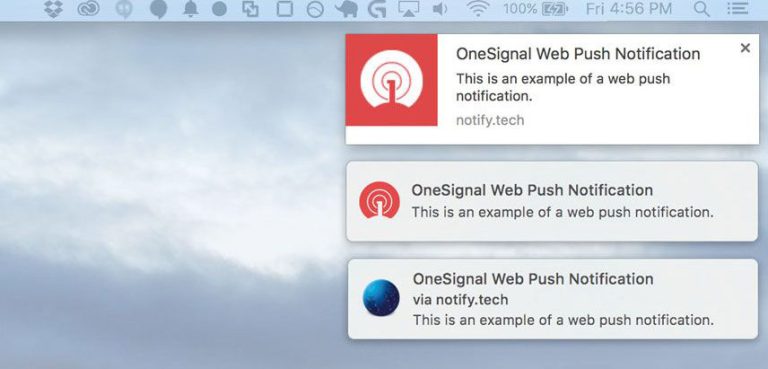 100% Fri 4:56 PM
OneSignal Web Push Notification
This is an example of a web push
notification.
notify.tech
OneSignal Web Push Notification
This is an example of a web push notification.
OneSignal Web Push Notification
via notify.tech
This is an example of a web push notification.